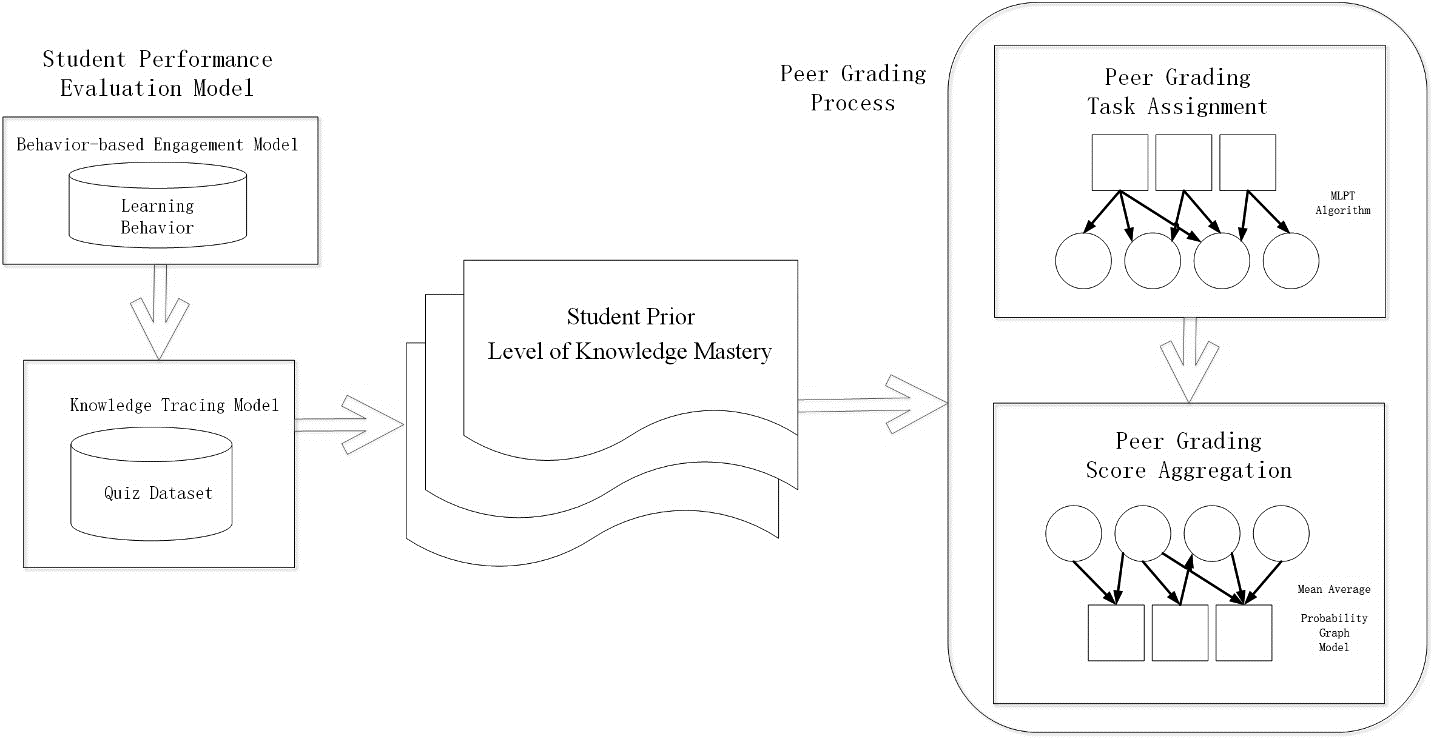 Student Performance
Evaluation Model
Behavior-based Engagement Model
Learning
Behavior
Knowledge Tracing Model
Quiz Dataset
Student Prior
Level of Knowledge Mastery
Peer Grading
Process
Peer Grading
Task Assignment
MLPT
Algorithm
Peer Grading
Score Aggregation
Mean Average
Probability
Graph
Model